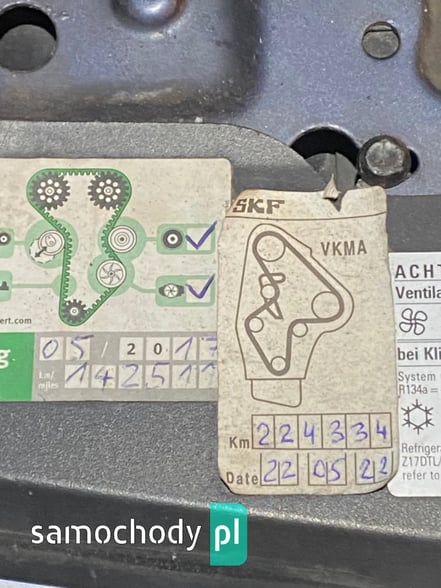 SKF
VKMA
ert.com
g 05 / 2017
km/
miles 142511
Km 224334
Date 22 05 22
ACHT
Ventila
bei Kli
System
R134a =
Refriger
Z17DTL/
refer to
samochody pl